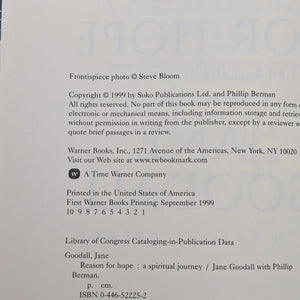 Frontispiece photo © Steve Bloom
Copyright © 1999 by Soko Publications Ltd. and Phillip Berman
All rights reserved. No part of this book may be reproduced in any form
electronic or mechanical means, including information storage and retriev
without permission in writing from the publisher, except by a reviewer w
quote brief passages in a review.
Warner Books, Inc., 1271 Avenue of the Americas, New York, NY 10020
Visit our Web site at www.twbookmark.com
A Time Warner Company
Printed in the United States of America
First Warner Books Printing: September 1999
10 9 8 7 6 5 4 3 2 1
Library of Congress Cataloging-in-Publication Data
Goodall, Jane
Reason for hope : a spiritual journey / Jane Goodall with Phillip
Berman.
p. cm.
ISBN 0-446-52225-2